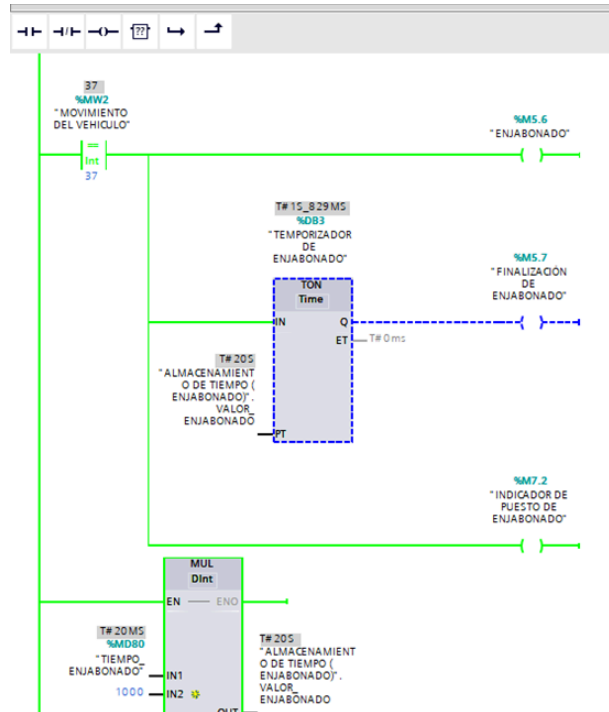 ??
37
%MW2
"MOVIMIENTO
DEL VEHICULO"
==
Int
37
%M5.6
"ENJABONADO"
T#1S_829MS
%DB3
"TEMPORIZADOR
DE
ENJABONADO"
TON
Time
IN
Q
ET
T#0ms
PT
%M5.7
"FINALIZACIÓN
DE
ENJABONADO"
T#20S
"ALMACENAMIENT
O DE TIEMPO (
ENJABONADO)".
VALOR_
ENJABONADO
%M7.2
"INDICADOR DE
PUESTO DE
ENJABONADO"
MUL
DInt
EN
ENO
T#20MS
%MD80
"TIEMPO_
ENJABONADO"
IN1
1000
IN2
OUT
T#20S
"ALMACENAMIENT
O DE TIEMPO (
ENJABONADO)".
VALOR_
ENJABONADO